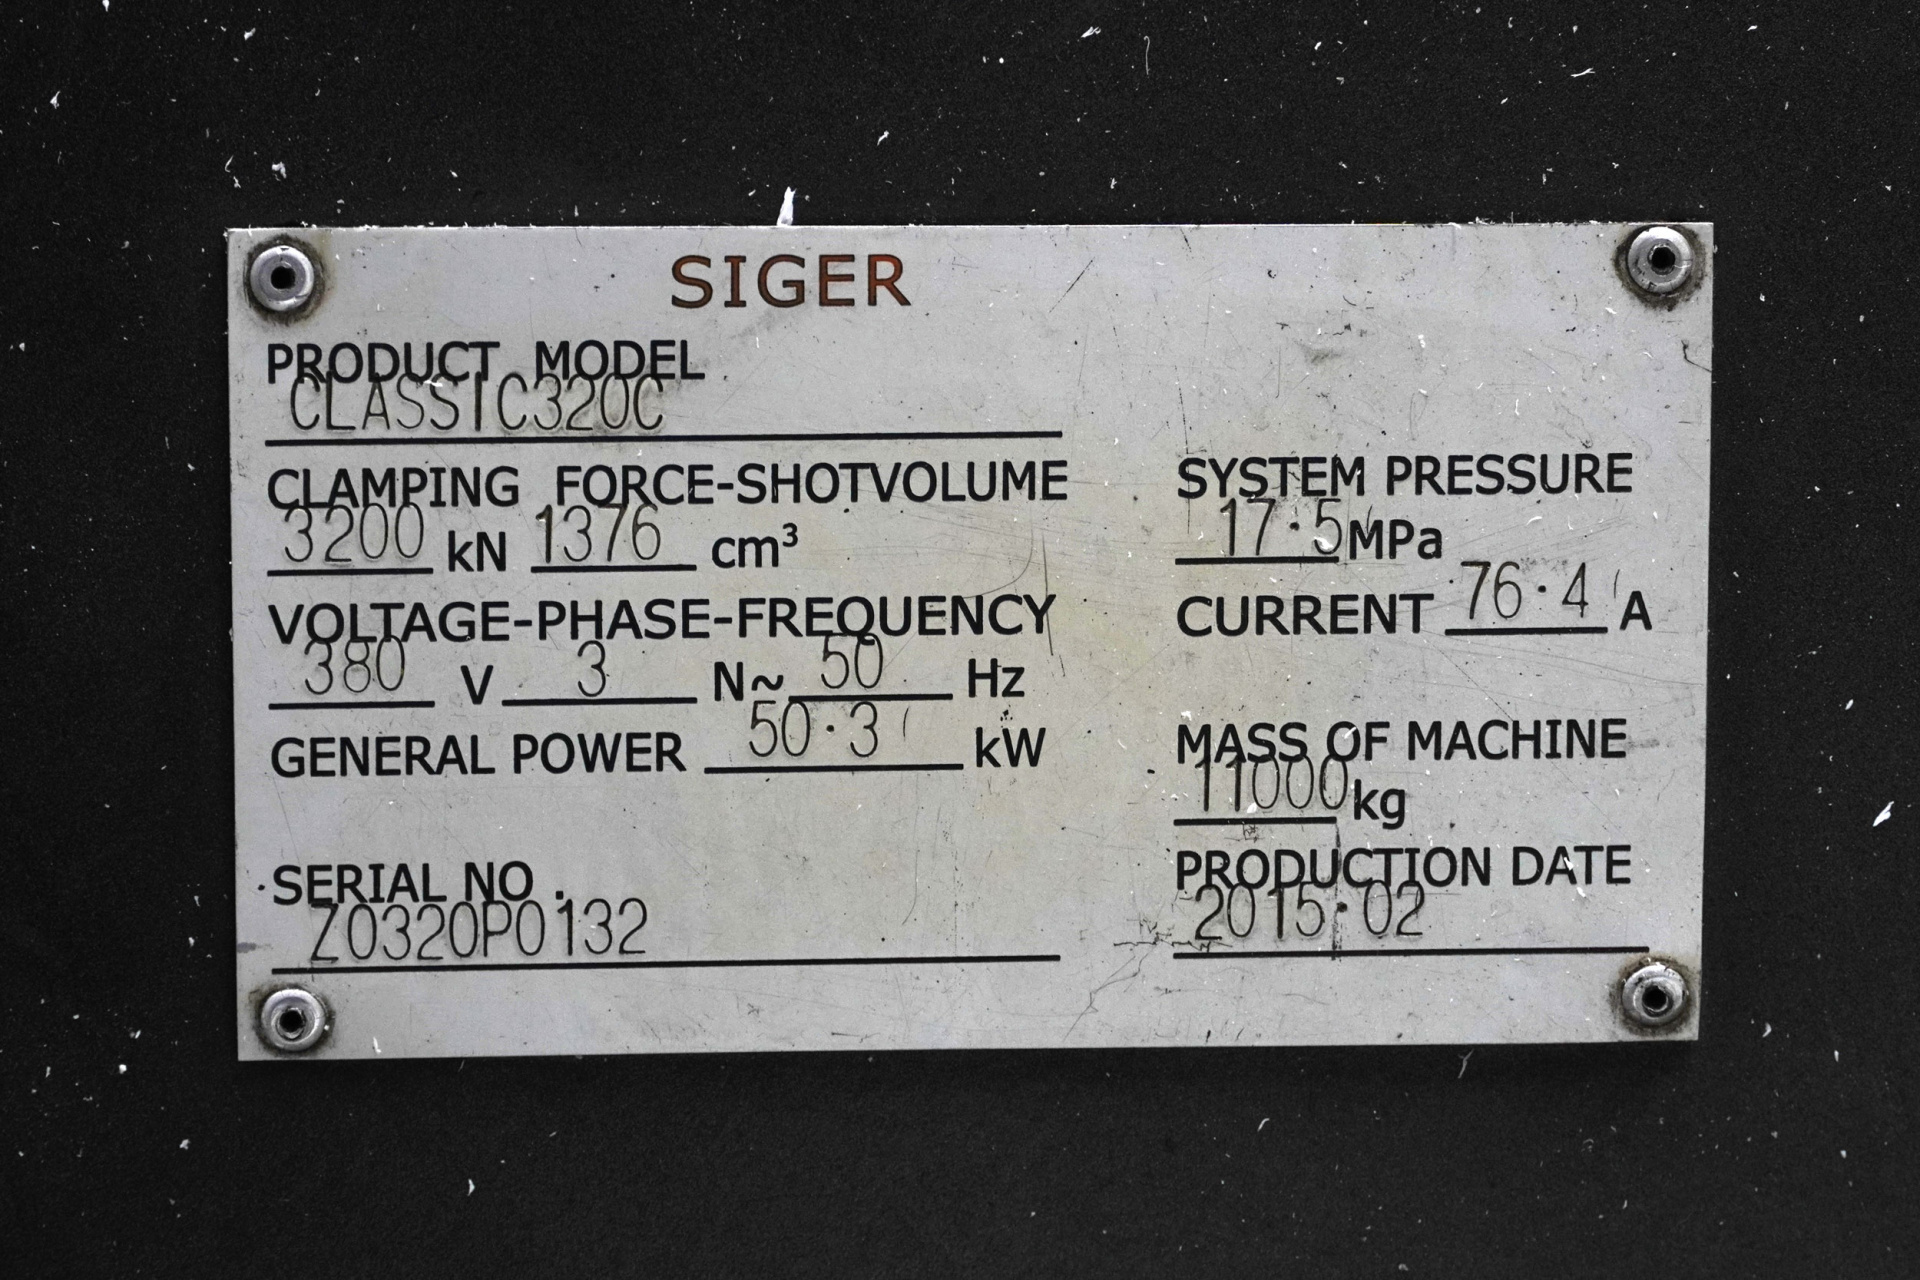 SIGER
PRODUCT MODEL
CLASSIC320C
CLAMPING FORCE-SHOTVOLUME
3200 kN 1376 cm³
VOLTAGE-PHASE-FREQUENCY
380 V 3 N~ 50 Hz
GENERAL POWER 50·3 kW
SERIAL NO.
Z0320P0132
SYSTEM PRESSURE
17·5 MPa
CURRENT 76·4 A
MASS OF MACHINE
11000 kg
PRODUCTION DATE
2015·02